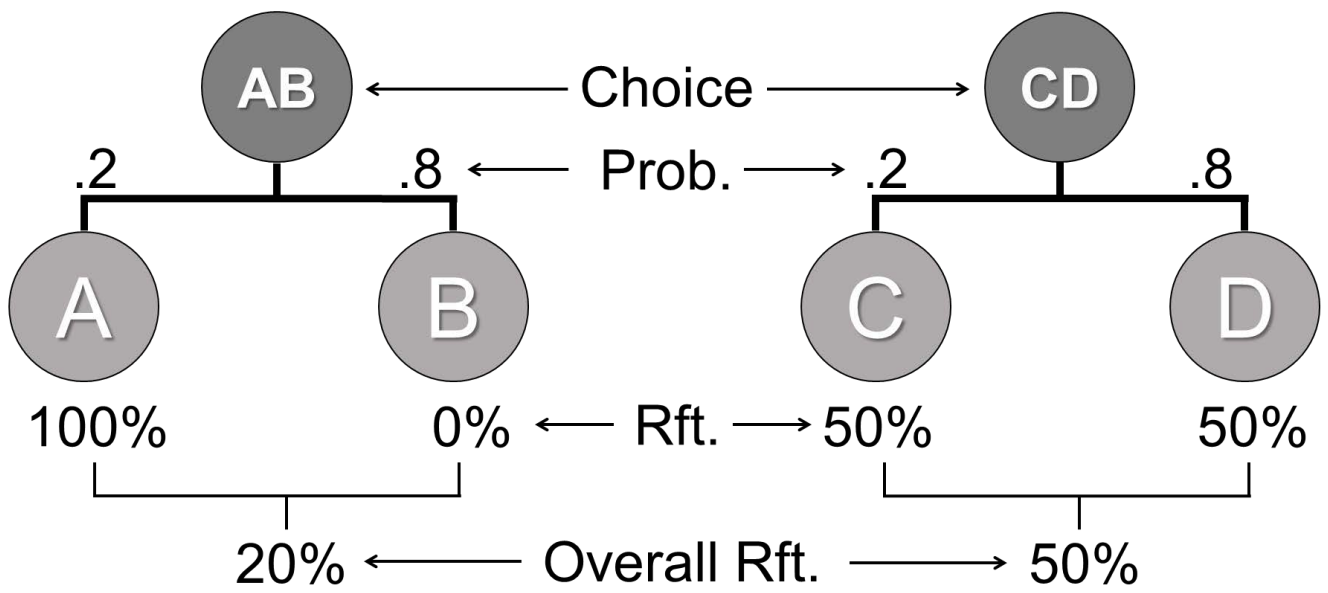 AB Choice CD
.2 .8 Prob. .2 .8
A B C D
100% 0% Rft. 50% 50%
20% Overall Rft. 50%